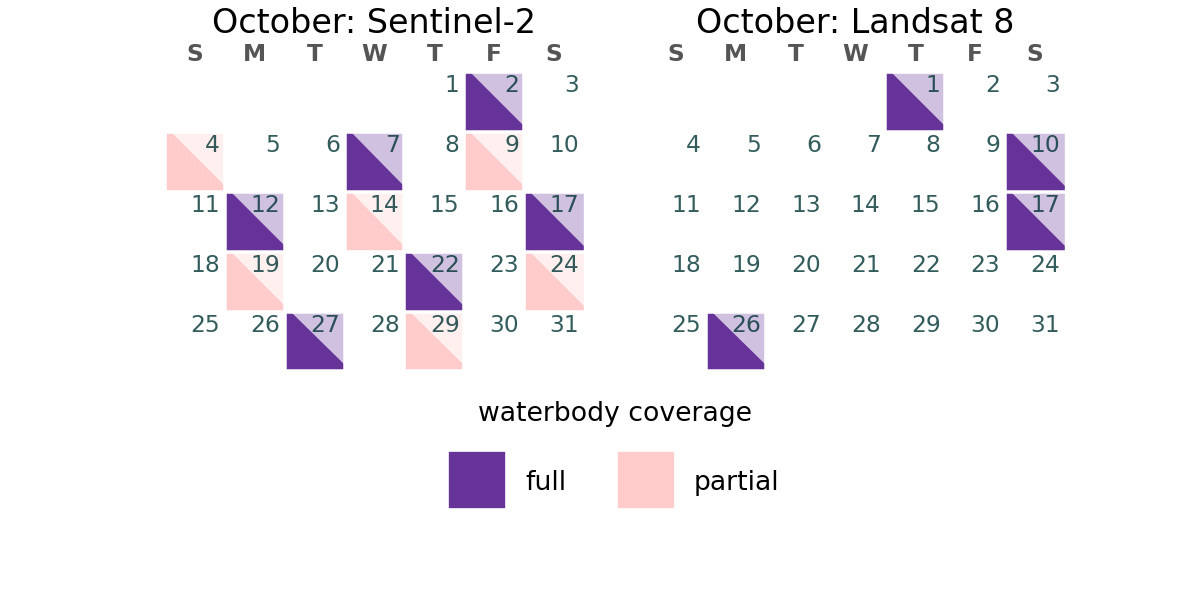 October: Sentinel-2
S M T W T F S
1 2 3
4 5 6 7 8 9 10
11 12 13 14 15 16 17
18 19 20 21 22 23 24
25 26 27 28 29 30 31
October: Landsat 8
S M T W T F S
1 2 3
4 5 6 7 8 9 10
11 12 13 14 15 16 17
18 19 20 21 22 23 24
25 26 27 28 29 30 31
waterbody coverage
full partial